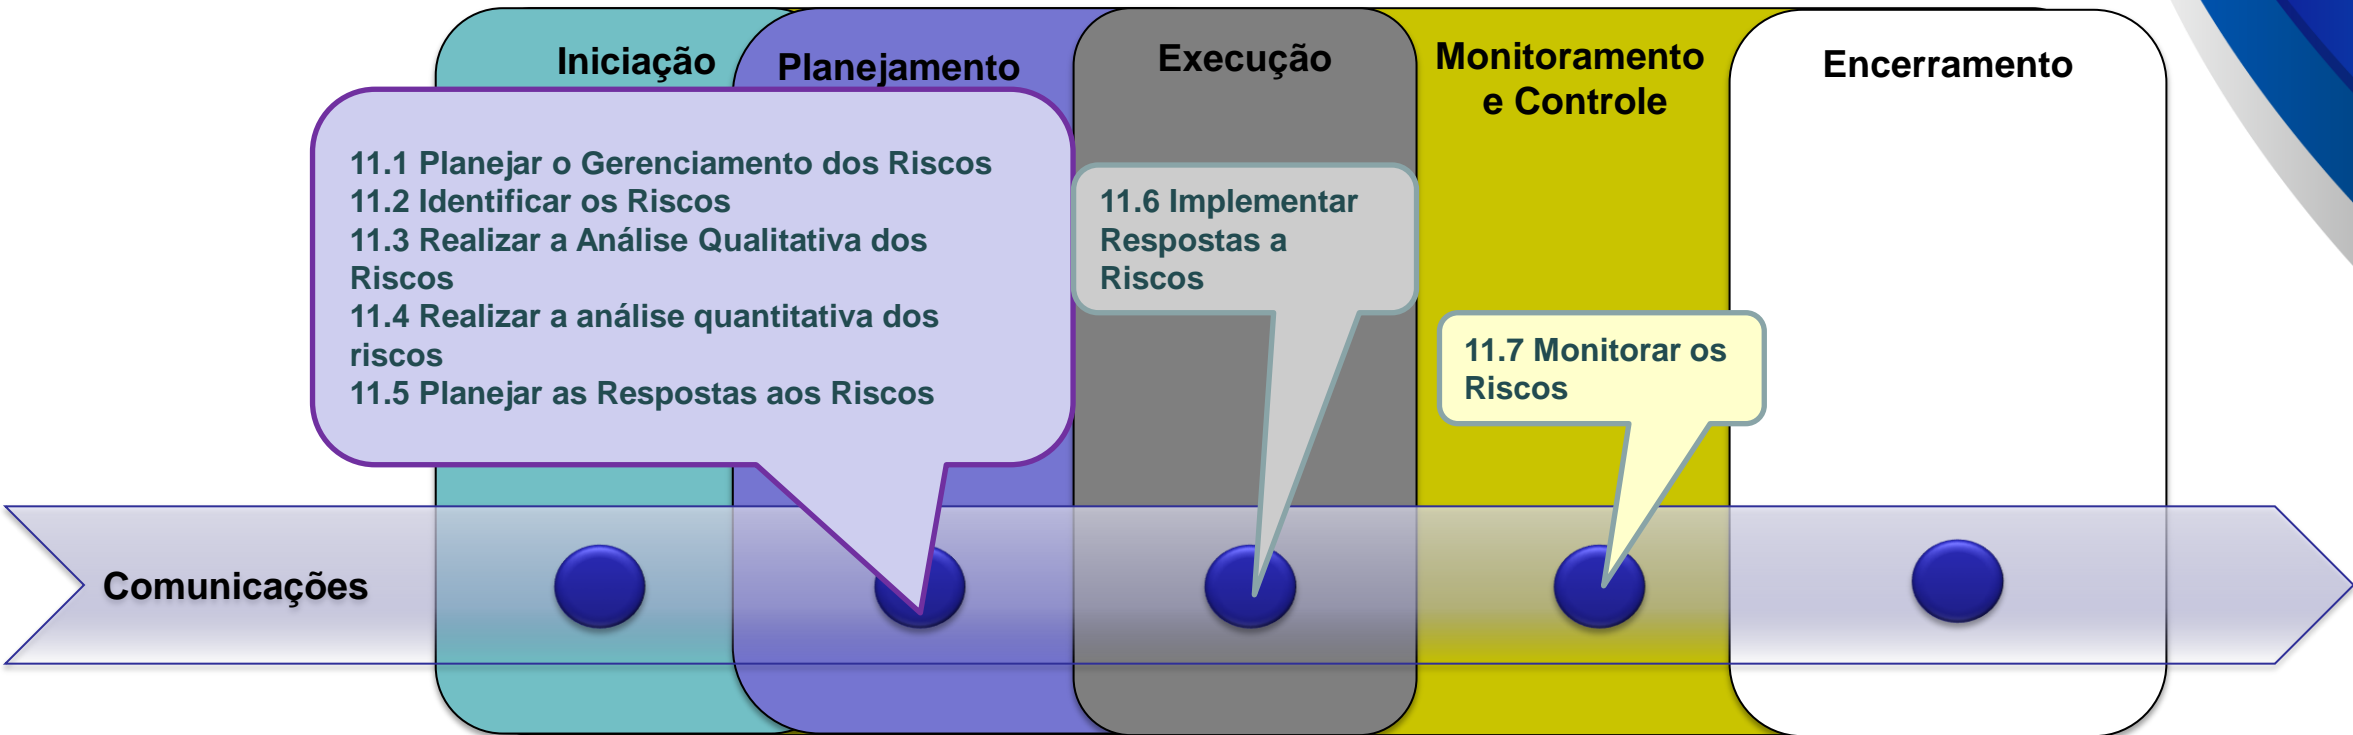 Iniciação
Planejamento
Execução
Monitoramento
e Controle
Encerramento
11.1 Planejar o Gerenciamento dos Riscos
11.2 Identificar os Riscos
11.3 Realizar a Análise Qualitativa dos
Riscos
11.4 Realizar a análise quantitativa dos
riscos
11.5 Planejar as Respostas aos Riscos
11.6 Implementar
Respostas a
Riscos
11.7 Monitorar os
Riscos
Comunicações